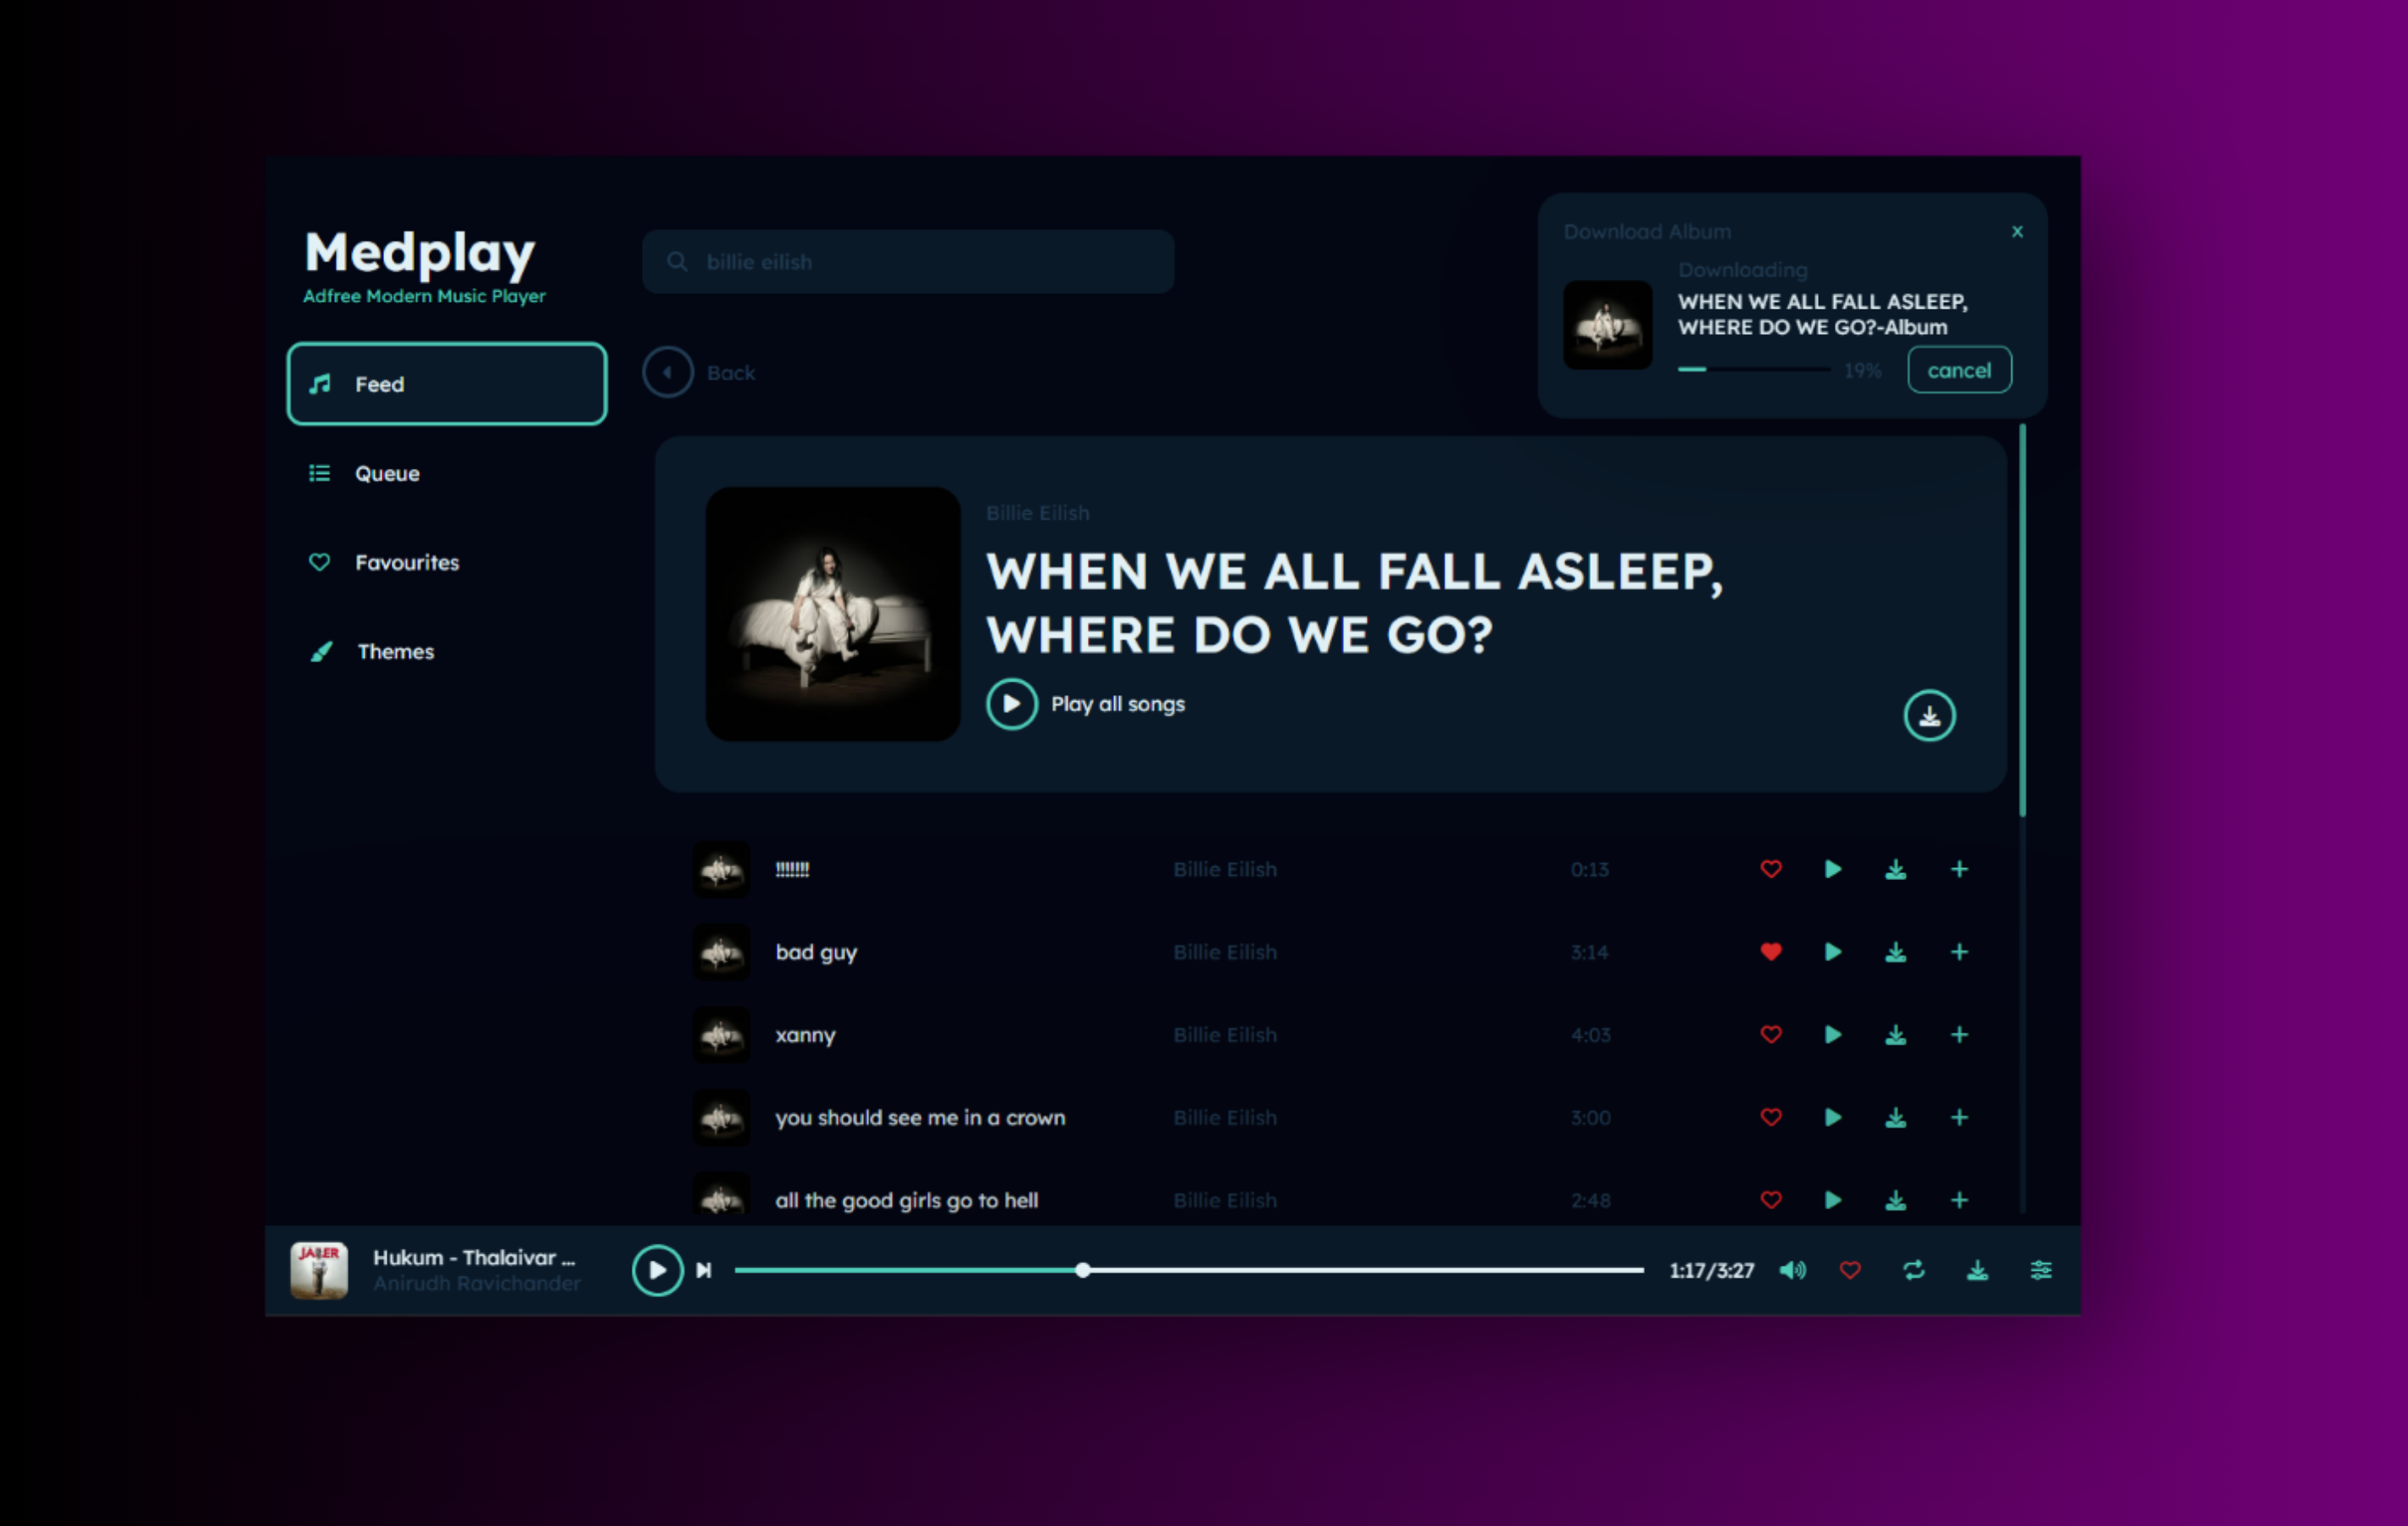 Medplay
Adfree Modern Music Player
billie eilish
Download Album
x
Downloading
WHEN WE ALL FALL ASLEEP,
WHERE DO WE GO?-Album
19%
cancel
Feed
Queue
Favourites
Themes
Back
Billie Eilish
WHEN WE ALL FALL ASLEEP,
WHERE DO WE GO?
Play all songs
!!!!!!! Billie Eilish 0:13
bad guy Billie Eilish 3:14
xanny Billie Eilish 4:03
you should see me in a crown Billie Eilish 3:00
all the good girls go to hell Billie Eilish 2:48
JAILER
Hukum - Thalaivar ...
Anirudh Ravichander
1:17/3:27